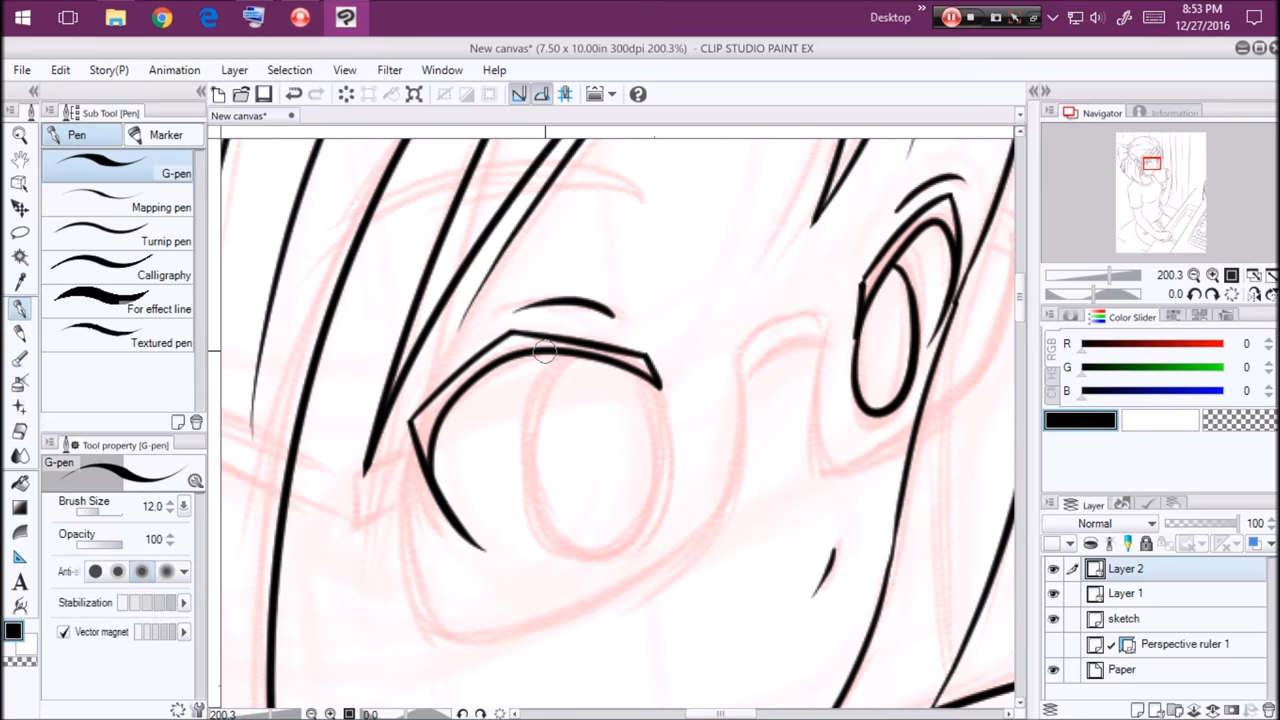 Desktop
8:53 PM
12/27/2016
New canvas* (7.50 x 10.00in 300dpi 200.3%) - CLIP STUDIO PAINT EX
File Edit Story(P) Animation Layer Selection View Filter Window Help
Sub Tool [Pen]
New canvas*
Navigator Information
Pen Marker
G-pen
Mapping pen
Turnip pen
Calligraphy
For effect line
Textured pen
200.3
0.0
Color Slider
RGB
R 0
G 0
B 0
Tool property [G-pen]
G-pen
Brush Size 12.0
Opacity 100
Anti-
Stabilization
Vector magnet
Layer
Normal 100
Layer 2
Layer 1
sketch
Perspective ruler 1
Paper
200.3 0.0